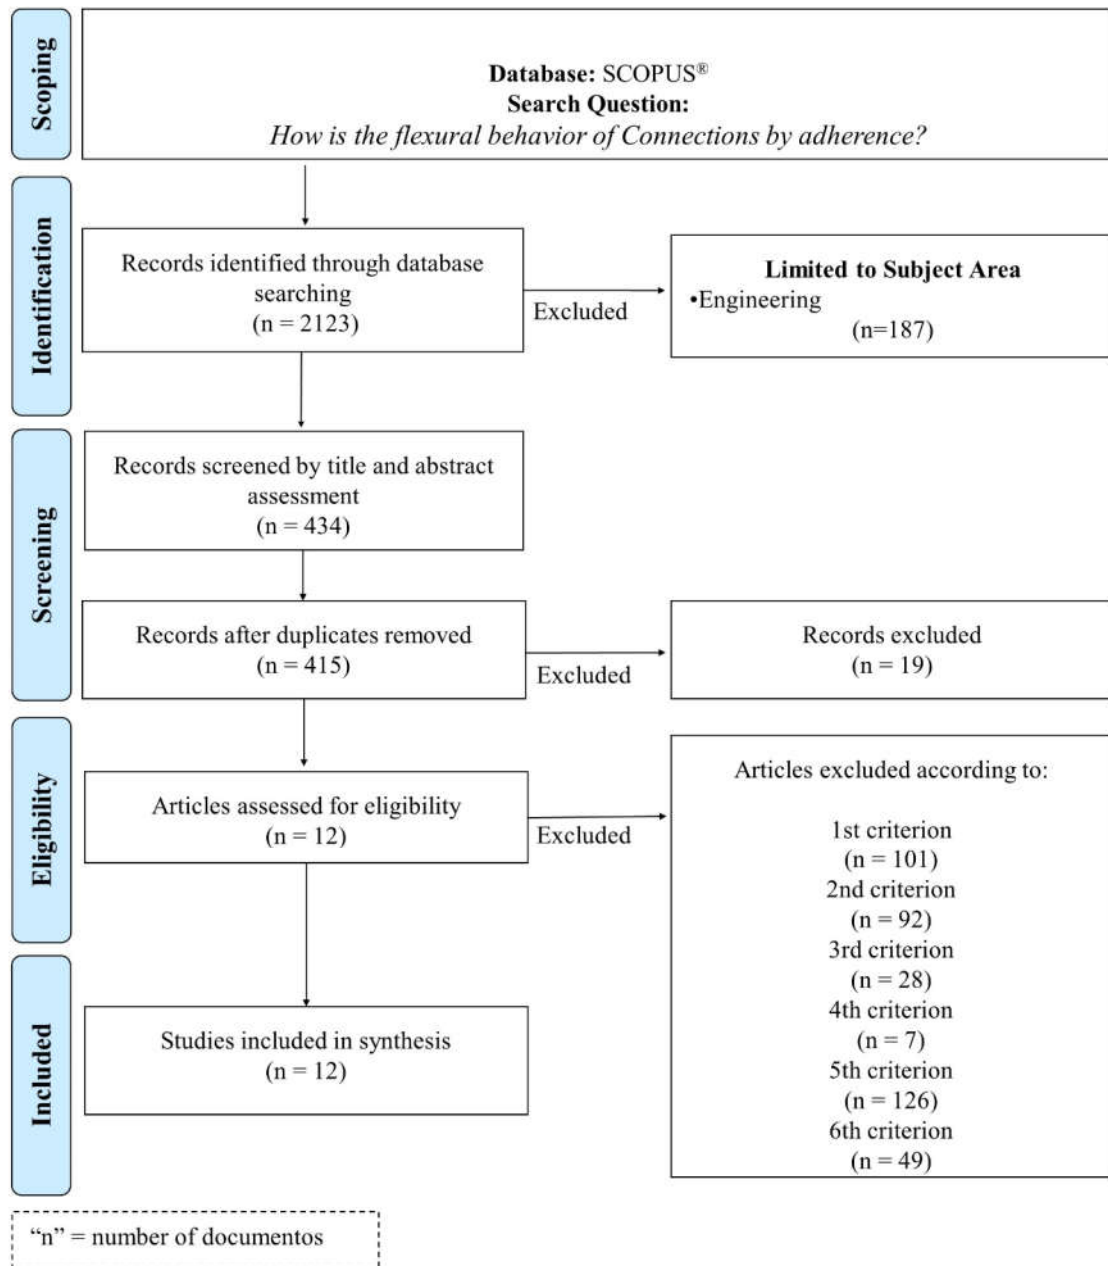 Scoping
Database: SCOPUS®
Search Question:
How is the flexural behavior of Connections by adherence?
Identification
Records identified through database
searching
(n = 2123)
Excluded
Limited to Subject Area
•Engineering
(n=187)
Screening
Records screened by title and abstract
assessment
(n = 434)
Records after duplicates removed
(n = 415)
Excluded
Records excluded
(n = 19)
Eligibility
Articles assessed for eligibility
(n = 12)
Excluded
Articles excluded according to:
1st criterion
(n = 101)
2nd criterion
(n = 92)
3rd criterion
(n = 28)
4th criterion
(n = 7)
5th criterion
(n = 126)
6th criterion
(n = 49)
Included
Studies included in synthesis
(n = 12)
“n” = number of documentos